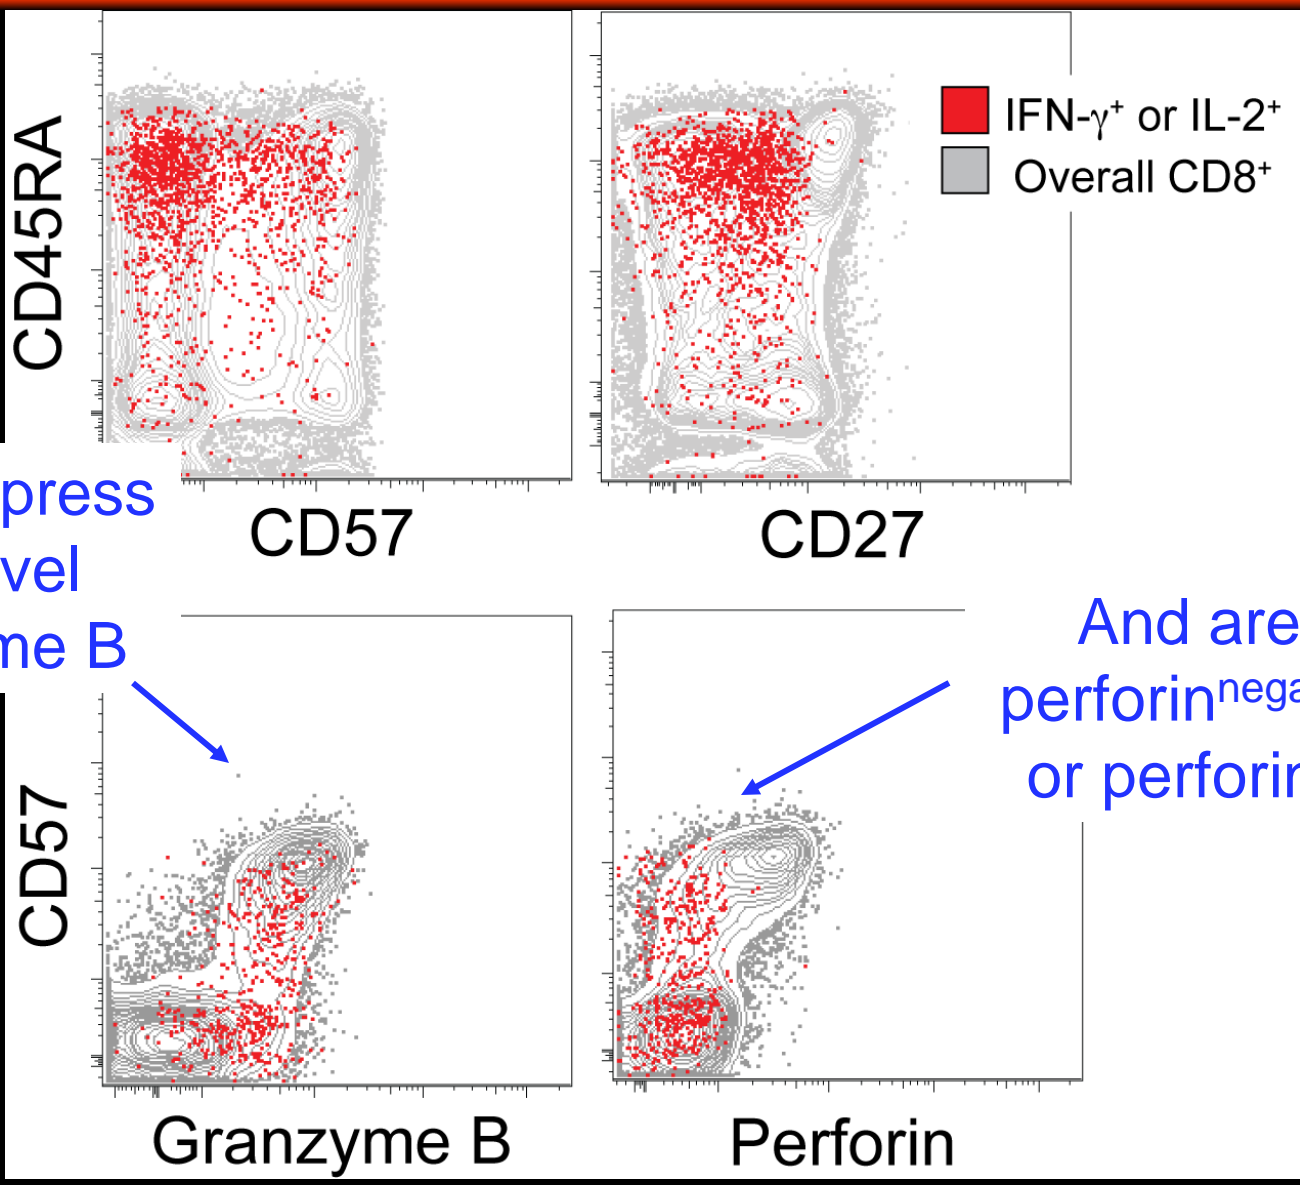 CD45RA
IFN-γ⁺ or IL-2⁺
Overall CD8⁺
CD57
CD27
press
vel
me B
And are
perforin
or perforin
CD57
Granzyme B
Perforin